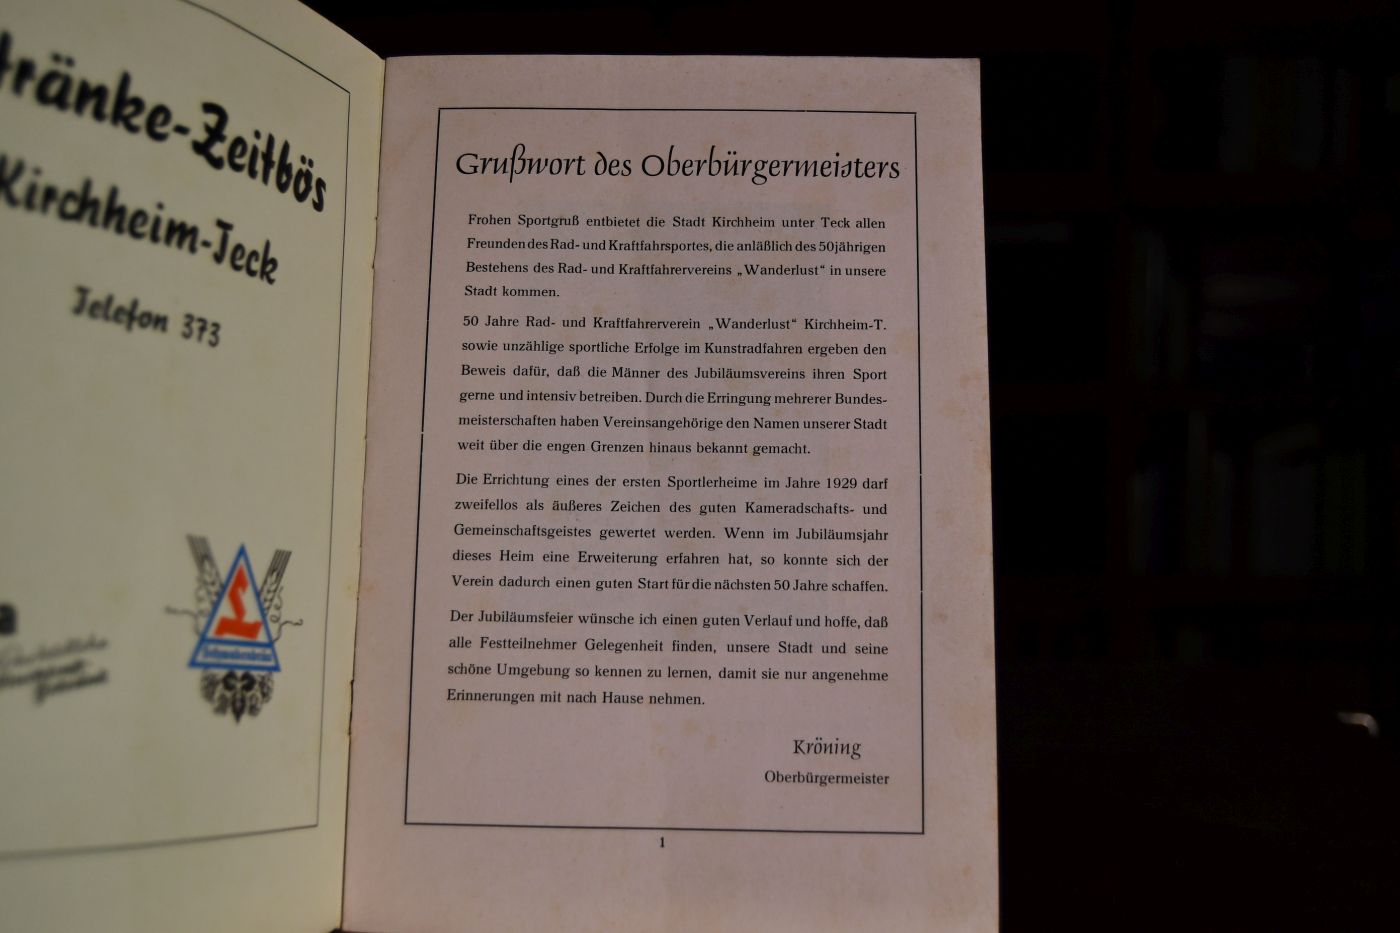 tränke-Zeitbös
Kirchheim-Teck
Telefon 373
Grußwort des Oberbürgermeisters
Frohen Sportgruß entbietet die Stadt Kirchheim unter Teck allen
Freunden des Rad- und Kraftfahrsportes, die anläßlich des 50jährigen
Bestehens des Rad- und Kraftfahrervereins „Wanderlust“ in unsere
Stadt kommen.
50 Jahre Rad- und Kraftfahrerverein „Wanderlust“ Kirchheim-T.
sowie unzählige sportliche Erfolge im Kunstradfahren ergeben den
Beweis dafür, daß die Männer des Jubiläumsvereins ihren Sport
gerne und intensiv betreiben. Durch die Erringung mehrerer Bundes-
meisterschaften haben Vereinsangehörige den Namen unserer Stadt
weit über die engen Grenzen hinaus bekannt gemacht.
Die Errichtung eines der ersten Sportlerheime im Jahre 1929 darf
zweifellos als äußeres Zeichen des guten Kameradschafts- und
Gemeinschaftsgeistes gewertet werden. Wenn im Jubiläumsjahr
dieses Heim eine Erweiterung erfahren hat, so konnte sich der
Verein dadurch einen guten Start für die nächsten 50 Jahre schaffen.
Der Jubiläumsfeier wünsche ich einen guten Verlauf und hoffe, daß
alle Festteilnehmer Gelegenheit finden, unsere Stadt und seine
schöne Umgebung so kennen zu lernen, damit sie nur angenehme
Erinnerungen mit nach Hause nehmen.
Kröning
Oberbürgermeister
1